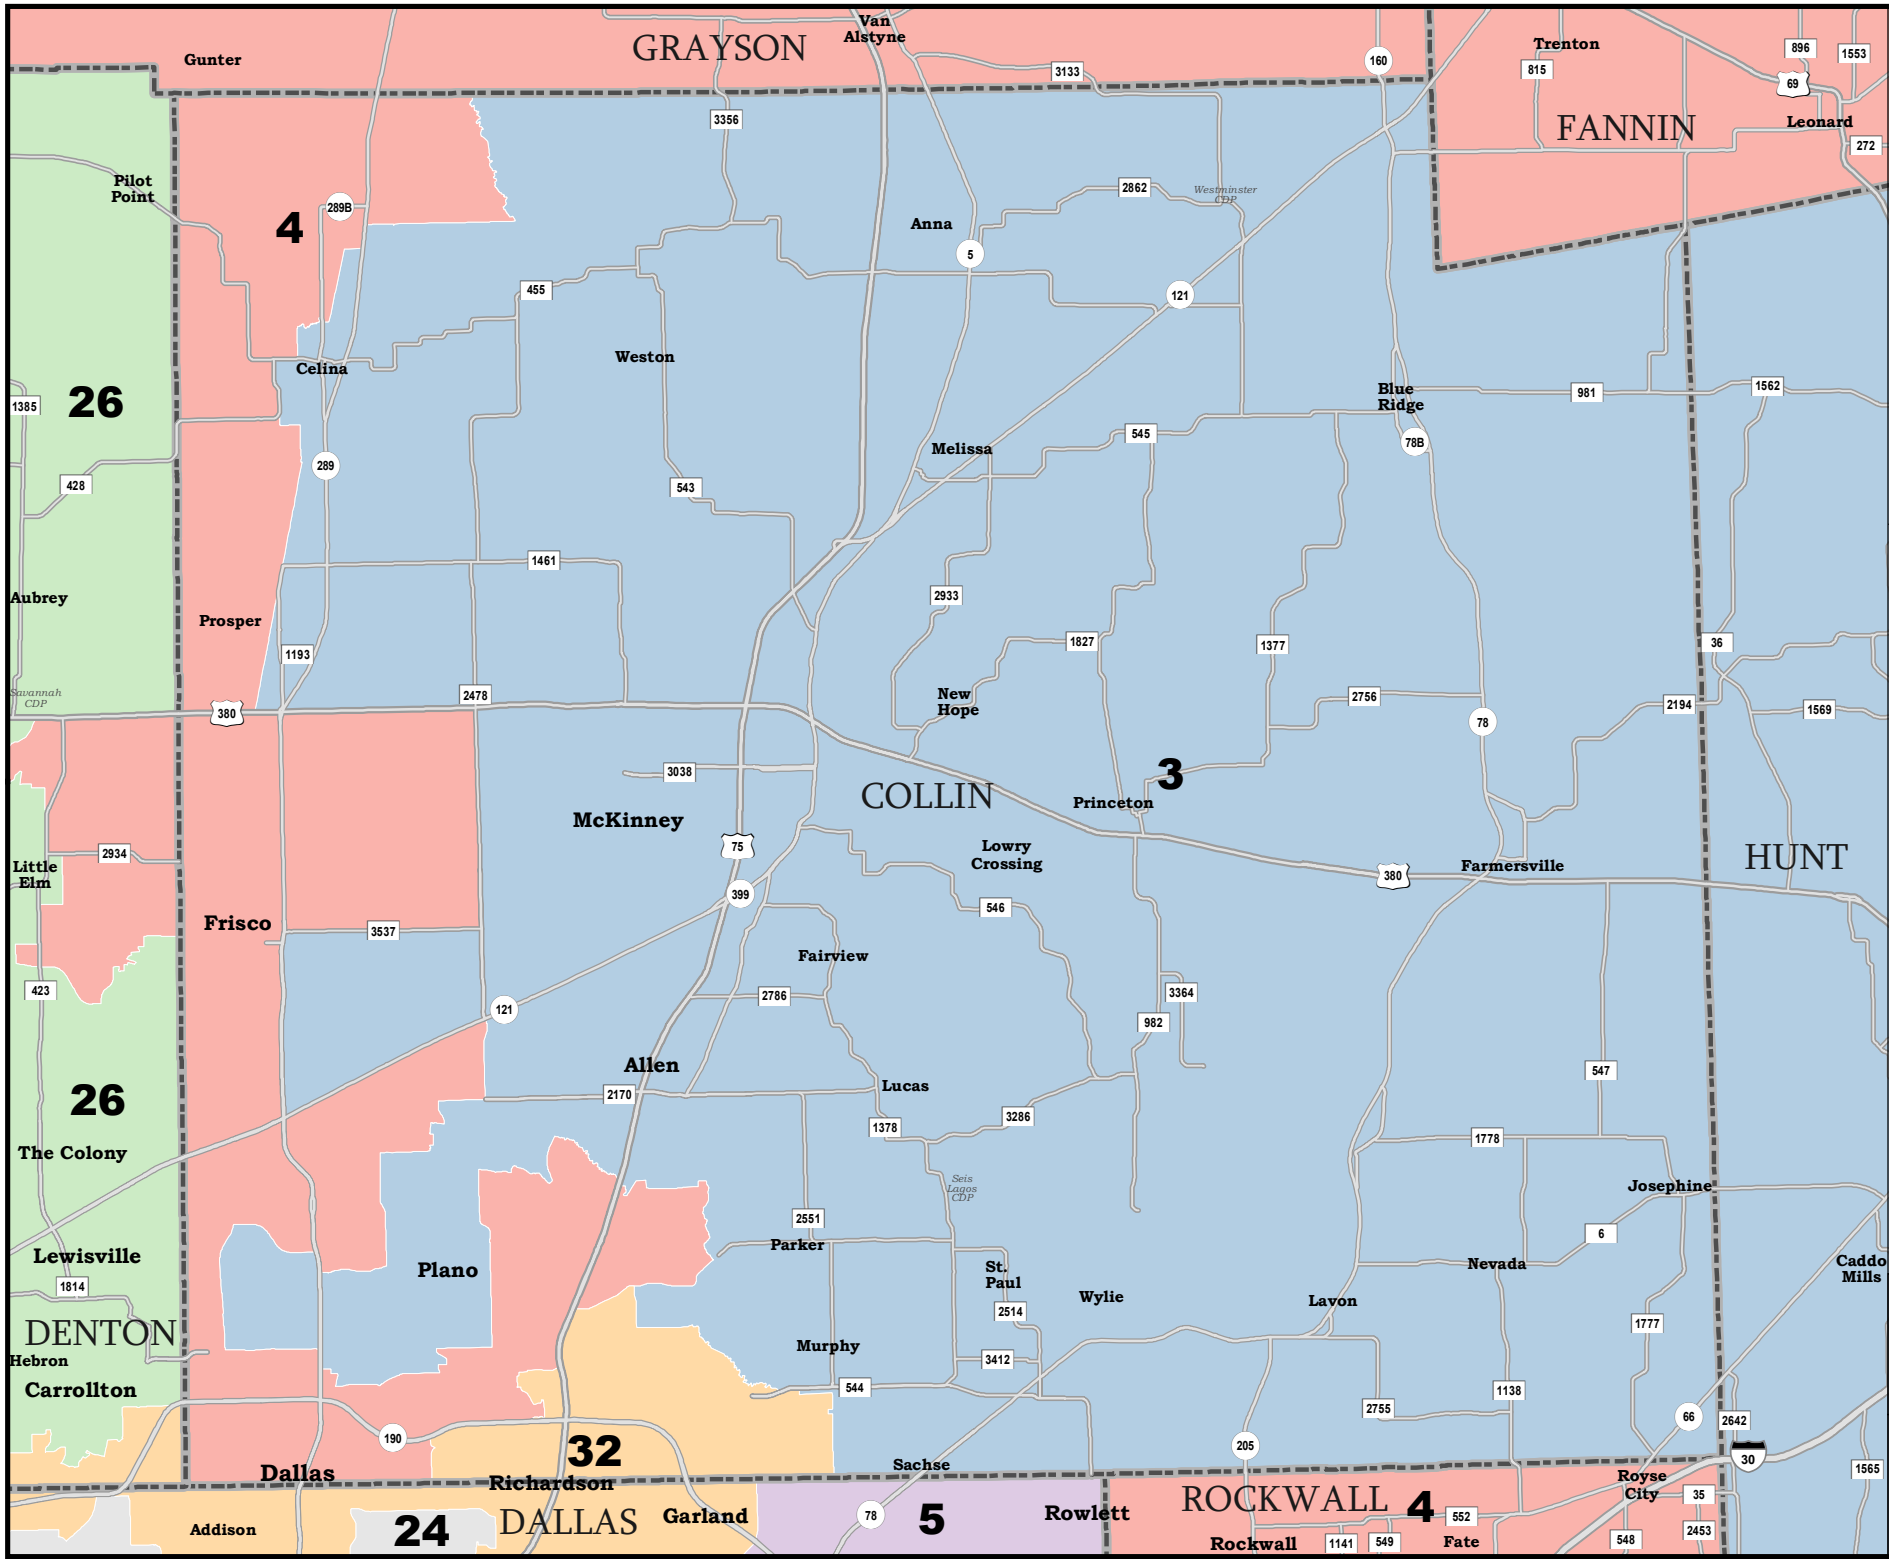 Van
Alstyne
GRAYSON
Gunter
Trenton
896
1553
160
3133
815
69
FANNIN
Leonard
3356
272
Pilot
Point
2862
Westminster
CDP
289B
4
Anna
5
455
121
Weston
Celina
26
1385
Blue
Ridge
981
1562
545
78B
Melissa
289
428
543
1461
Aubrey
2933
Prosper
1827
1377
36
1193
Savannah
CDP
2478
New
Hope
2756
2194
1569
380
78
3038
3
COLLIN
Princeton
McKinney
75
Lowry
Crossing
2934
Little
Elm
380
Farmersville
HUNT
399
546
Frisco
3537
Fairview
423
2786
3364
121
982
Allen
547
2170
Lucas
26
3286
1378
1778
The Colony
Seis
Lagos
CDP
Josephine
2551
6
Parker
Lewisville
Plano
St.
Paul
Nevada
Caddo
Mills
1814
Wylie
Lavon
2514
1777
DENTON
Murphy
Hebron
3412
Carrollton
544
1138
2755
66
2642
190
32
205
30
Dallas
Sachse
1565
Richardson
Royse
City
35
ROCKWALL
4
DALLAS
Garland
78
5
Rowlett
552
24
Addison
2453
Rockwall
1141
549
Fate
548